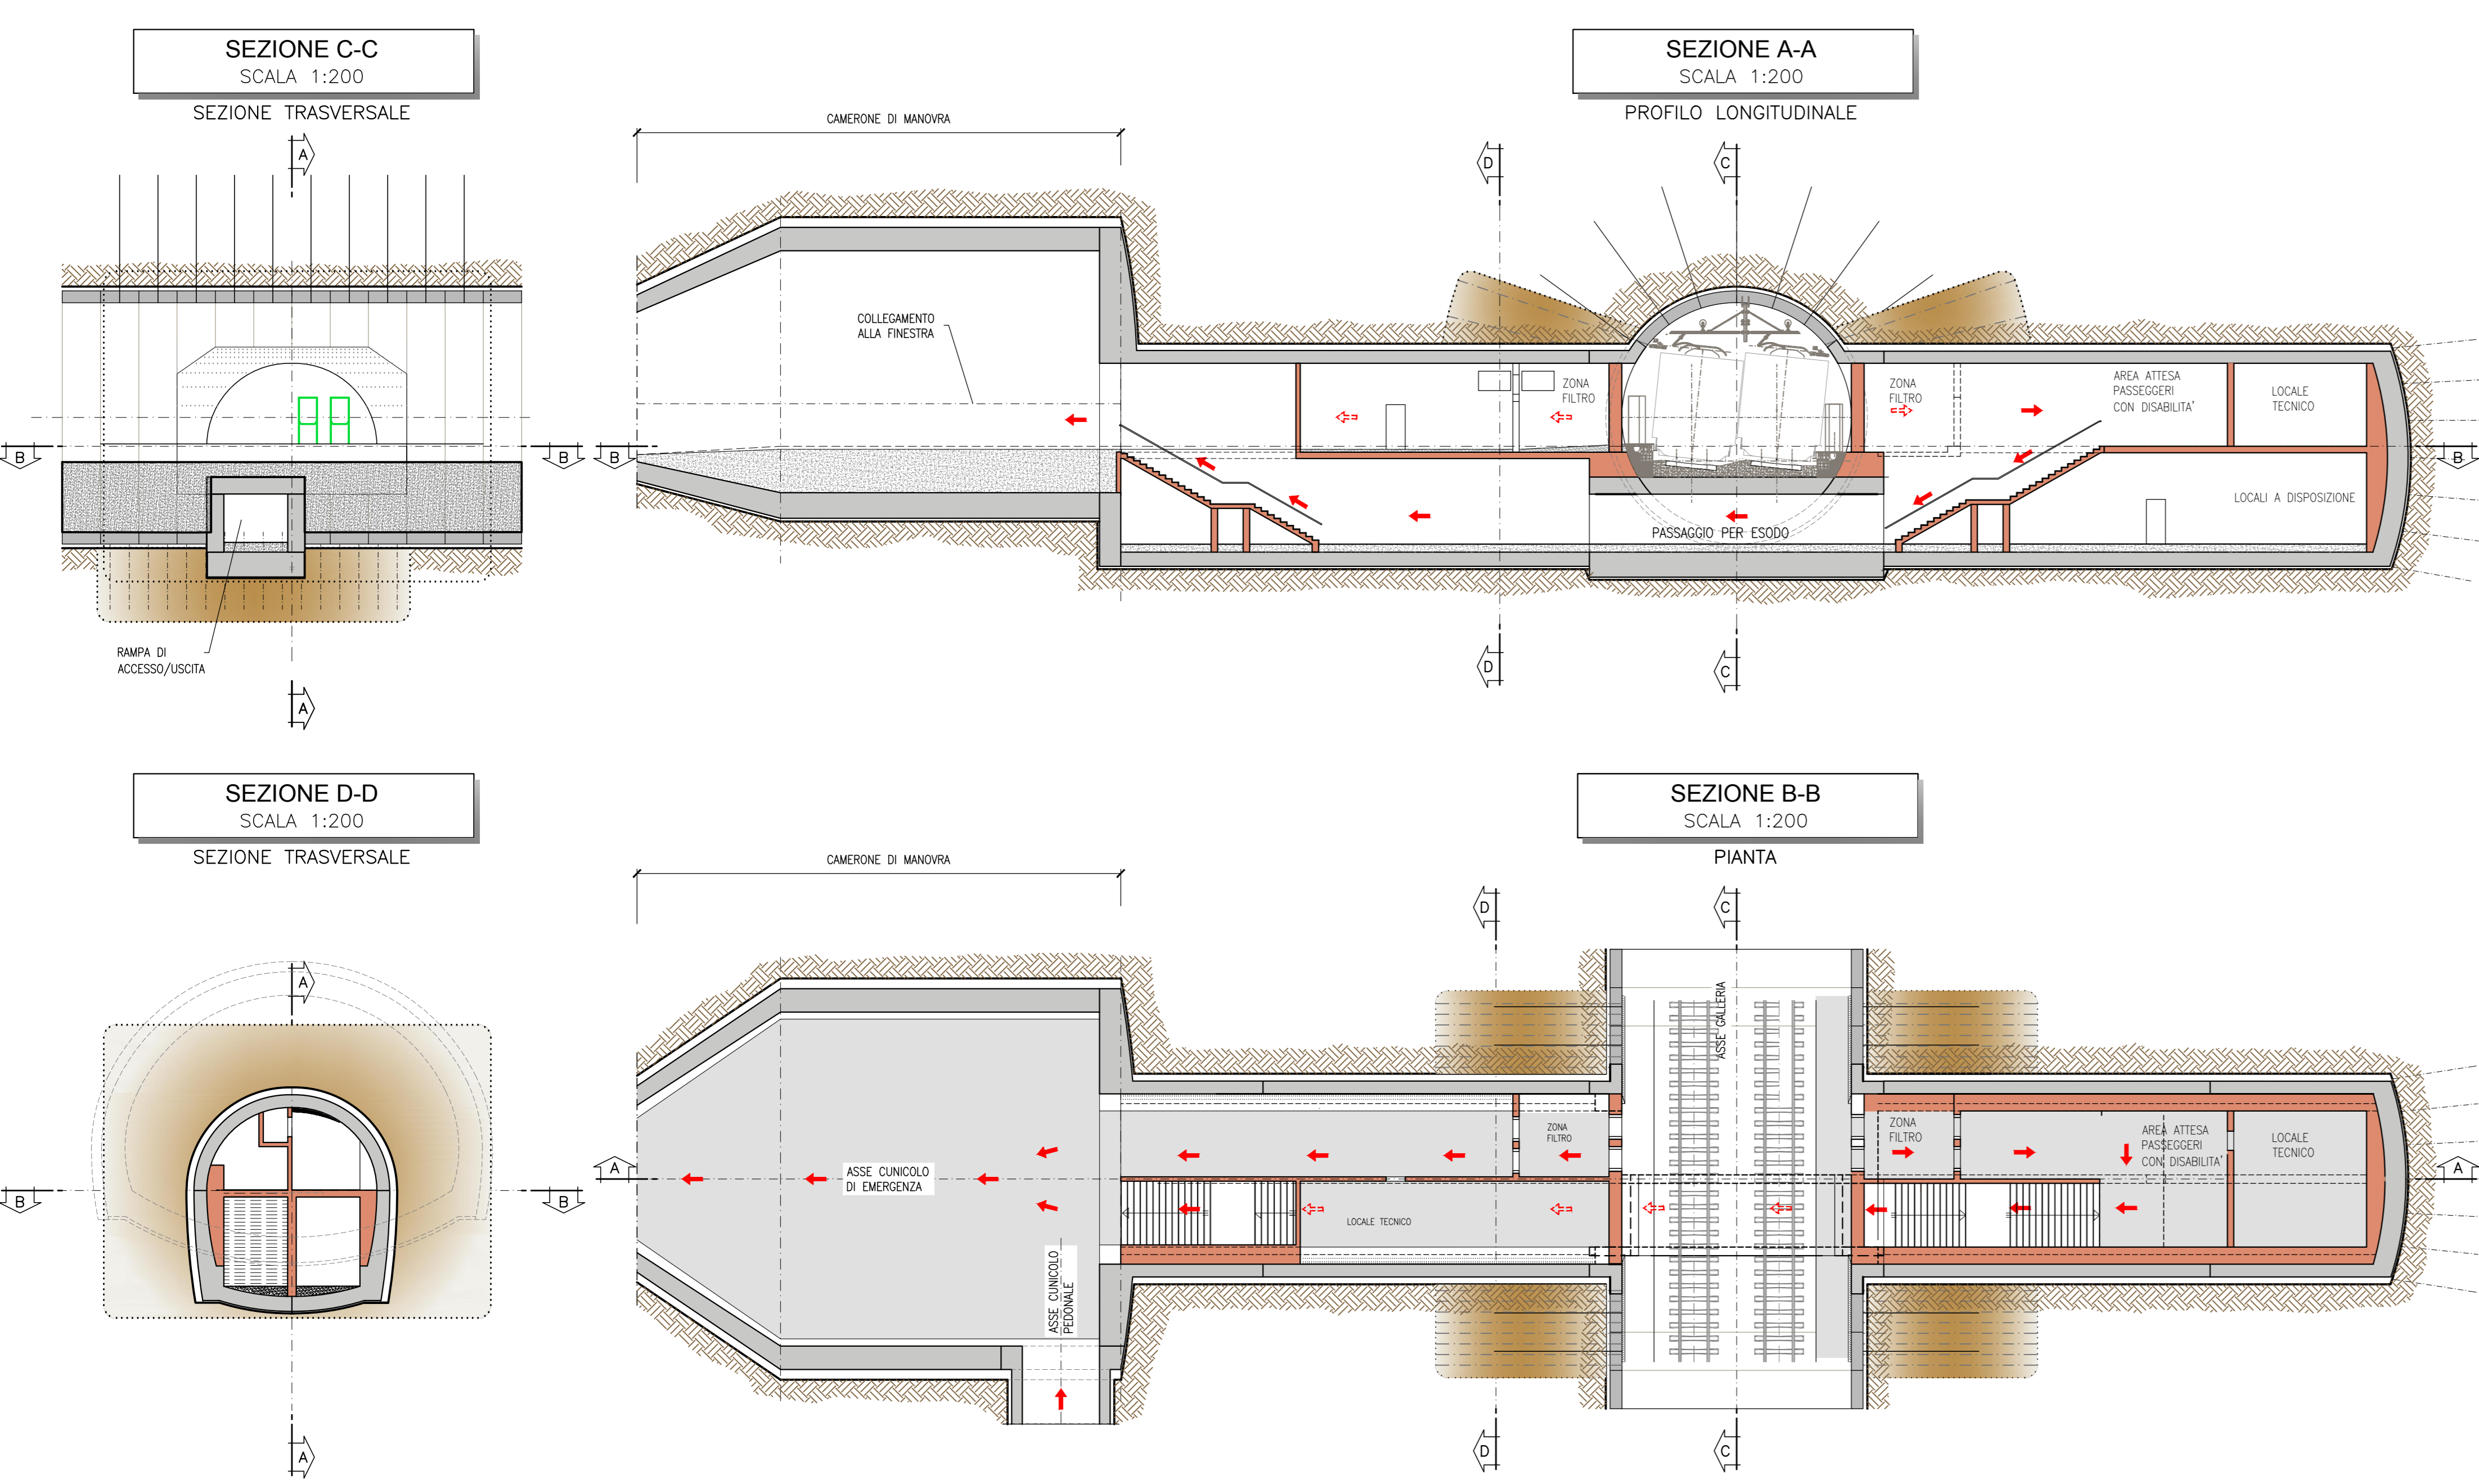 SEZIONE C-C
SCALA 1:200
SEZIONE TRASVERSALE
A
B
B
RAMPA DI
ACCESSO/USCITA
A
SEZIONE A-A
SCALA 1:200
PROFILO LONGITUDINALE
CAMERONE DI MANOVRA
D
C
COLLEGAMENTO
ALLA FINESTRA
ZONA
FILTRO
ZONA
FILTRO
AREA ATTESA
PASSEGGERI
CON DISABILITA'
LOCALE
TECNICO
B
B
LOCALI A DISPOSIZIONE
PASSAGGIO PER ESODO
D
C
SEZIONE D-D
SCALA 1:200
SEZIONE TRASVERSALE
A
B
B
A
SEZIONE B-B
SCALA 1:200
PIANTA
CAMERONE DI MANOVRA
D
C
ASSE GALLERIA
ZONA
FILTRO
ZONA
FILTRO
AREA ATTESA
PASSEGGERI
CON DISABILITA'
LOCALE
TECNICO
A
ASSE CUNICOLO
DI EMERGENZA
A
LOCALE TECNICO
ASSE CUNICOLO
PEDONALE
D
C